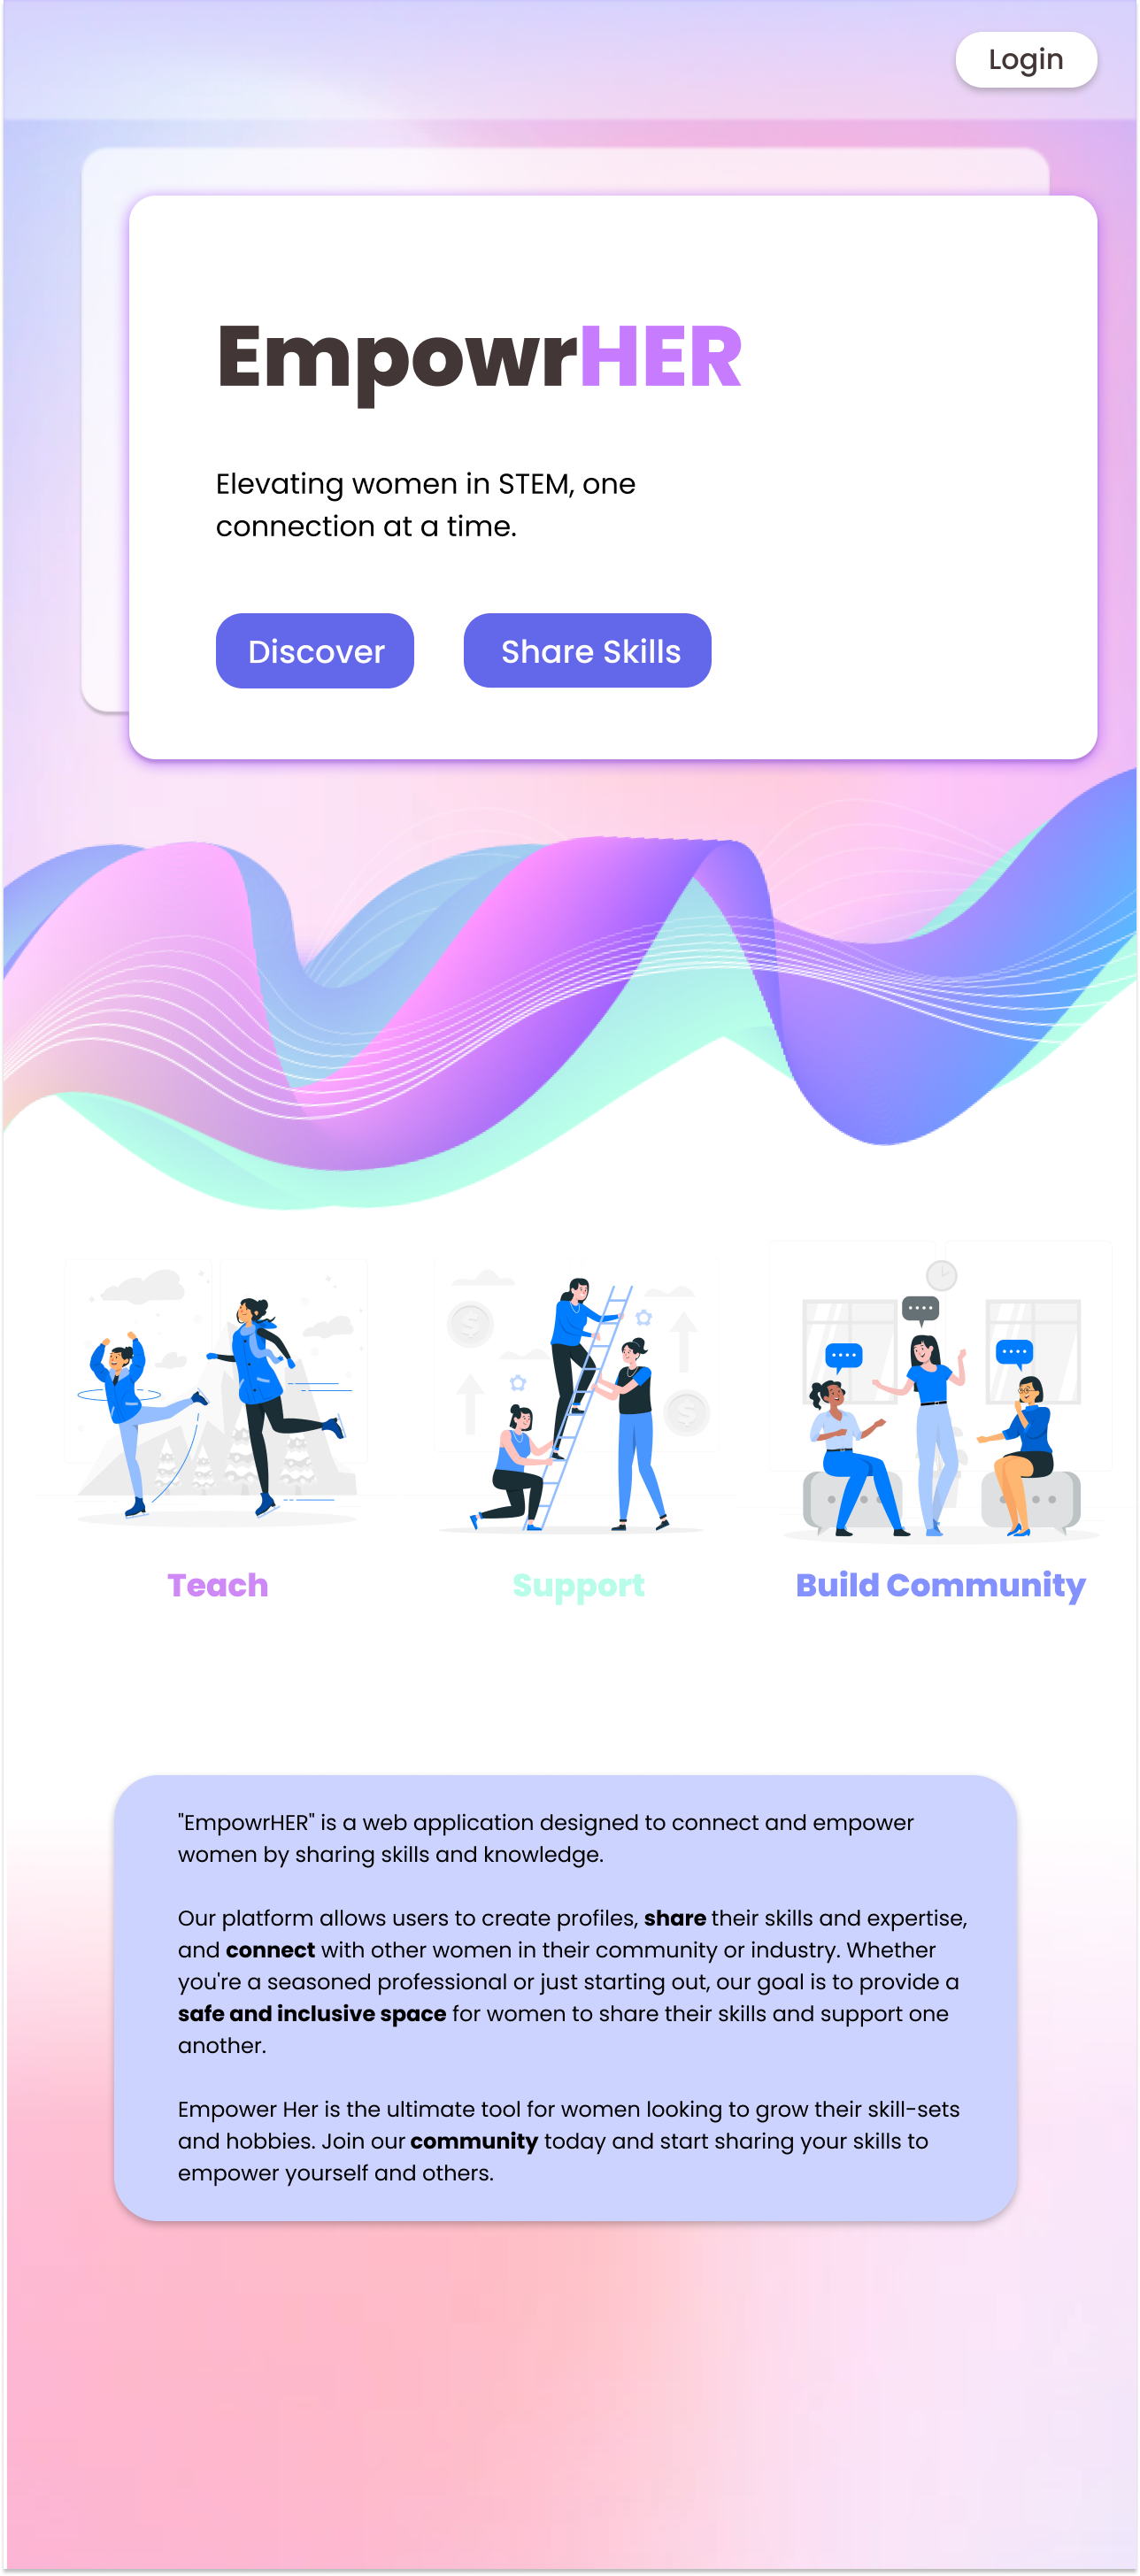 Login
EmpowrHER
Elevating women in STEM, one
connection at a time.
Discover
Share Skills
Teach
Support
Build Community
"EmpowrHER" is a web application designed to connect and empower
women by sharing skills and knowledge.
Our platform allows users to create profiles, share their skills and expertise,
and connect with other women in their community or industry. Whether
you're a seasoned professional or just starting out, our goal is to provide a
safe and inclusive space for women to share their skills and support one
another.
Empower Her is the ultimate tool for women looking to grow their skill-sets
and hobbies. Join our community today and start sharing your skills to
empower yourself and others.